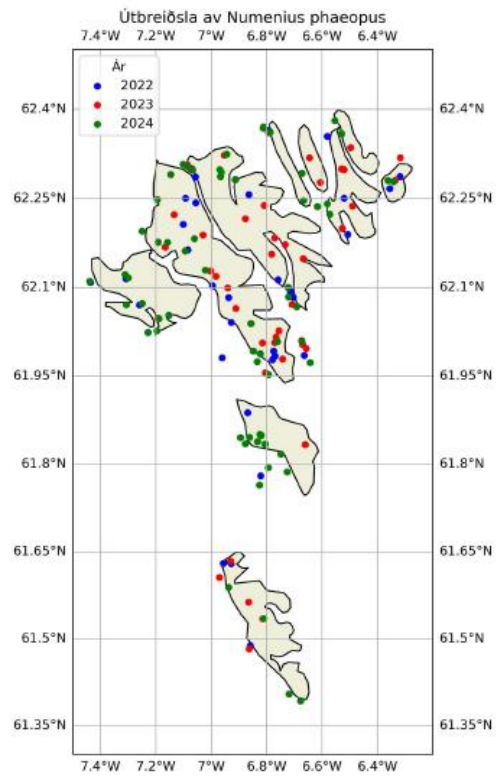 Útbreiðsla av Numenius phaeopus
7.4°W 7.2°W 7°W 6.8°W 6.6°W 6.4°W
Ár
2022
2023
2024
62.4°N 62.4°N
62.25°N 62.25°N
62.1°N 62.1°N
61.95°N 61.95°N
61.8°N 61.8°N
61.65°N 61.65°N
61.5°N 61.5°N
61.35°N 61.35°N
7.4°W 7.2°W 7°W 6.8°W 6.6°W 6.4°W